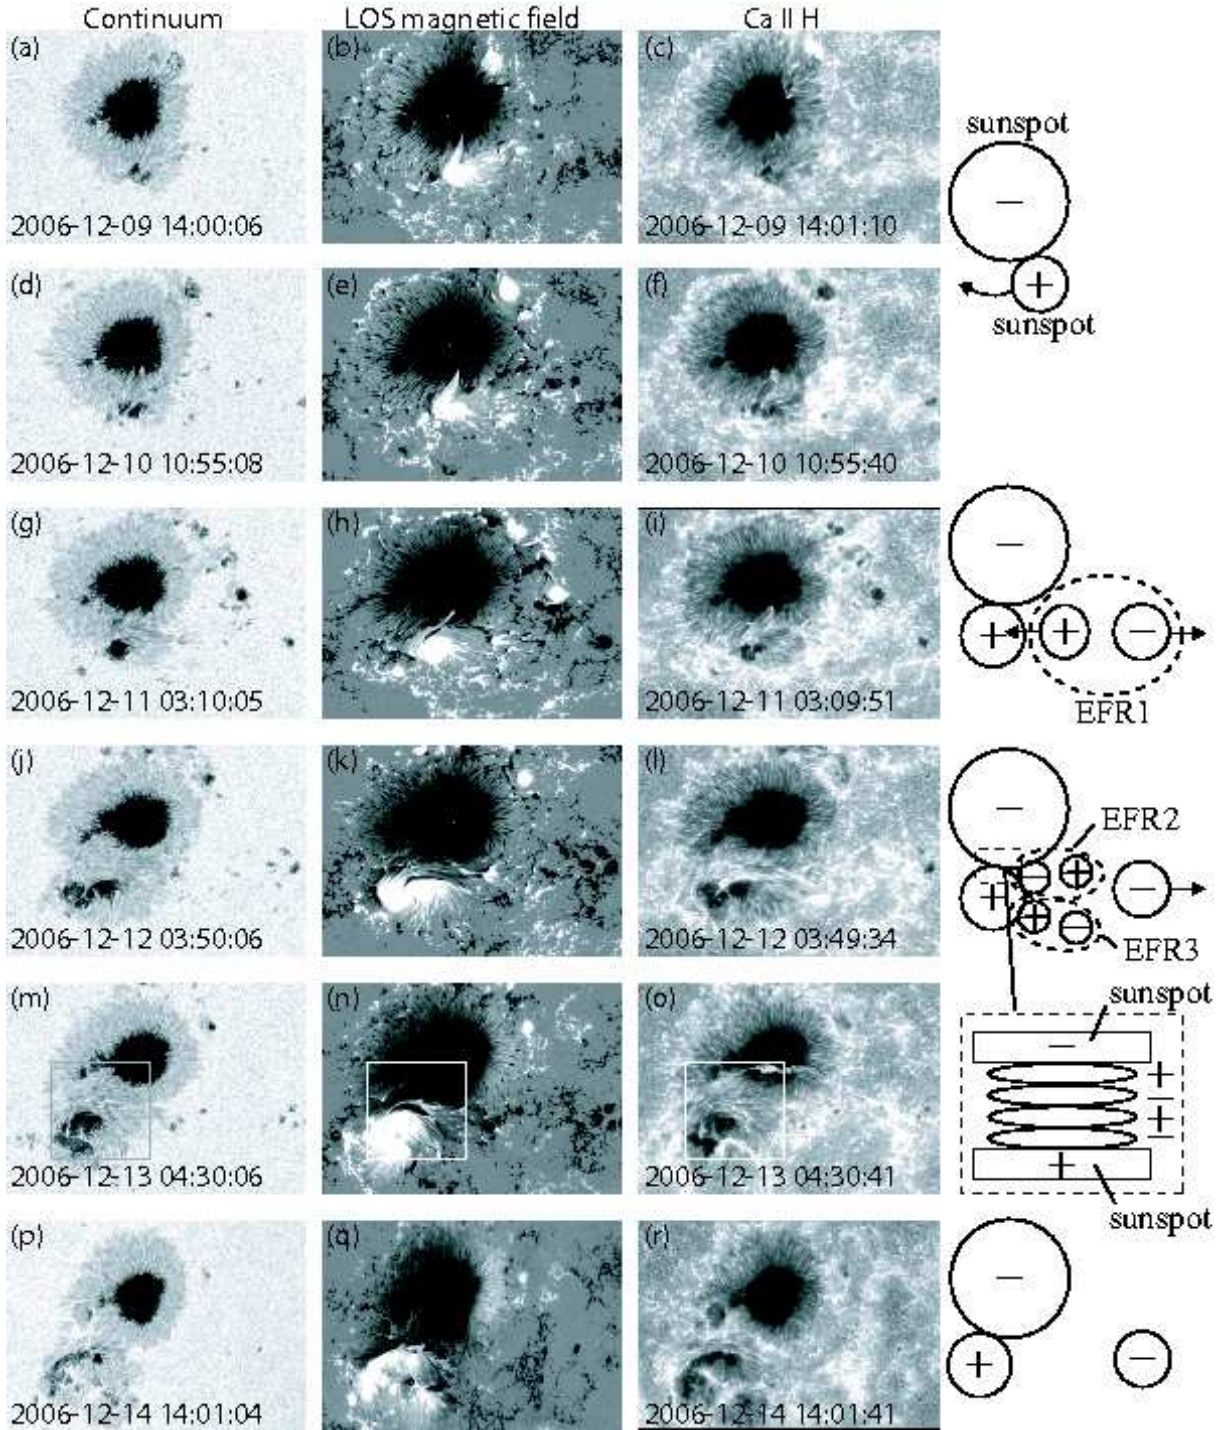 Continuum LOS magnetic field Ca II H
(a) (b) (c)
sunspot
−
2006-12-09 14:00:06 2006-12-09 14:01:10
+
sunspot
(d) (e) (f)
2006-12-10 10:55:08 2006-12-10 10:55:40
(g) (h) (i)
−
+ + −
2006-12-11 03:10:05 2006-12-11 03:09:51
EFR1
(j) (k) (l)
−
EFR2
− +
+ −
+ −
2006-12-12 03:50:06 2006-12-12 03:49:34
EFR3
(m) (n) (o)
sunspot
−
+
−
+
−
2006-12-13 04:30:06 2006-12-13 04:30:41
+
sunspot
(p) (q) (r)
−
+ −
2006-12-14 14:01:04 2006-12-14 14:01:41